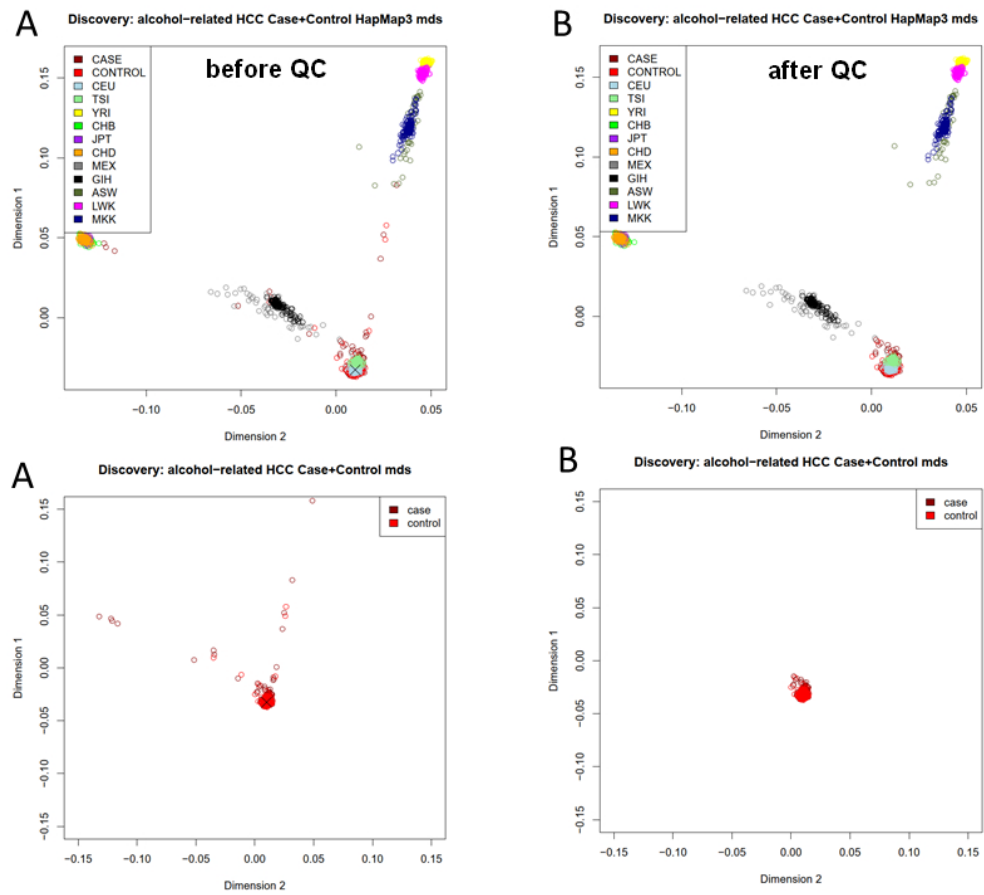 A
Discovery: alcohol-related HCC Case+Control HapMap3 mds
before QC
CASE
CONTROL
CEU
TSI
YRI
CHB
JPT
CHD
MEX
GIH
ASW
LWK
MKK
Dimension 1
0.00
0.05
0.10
0.15
−0.10
−0.05
0.00
0.05
Dimension 2
B
Discovery: alcohol-related HCC Case+Control HapMap3 mds
after QC
CASE
CONTROL
CEU
TSI
YRI
CHB
JPT
CHD
MEX
GIH
ASW
LWK
MKK
Dimension 1
0.00
0.05
0.10
0.15
−0.10
−0.05
0.00
0.05
Dimension 2
A
Discovery: alcohol-related HCC Case+Control mds
case
control
Dimension 1
−0.15
−0.10
−0.05
0.00
0.05
0.10
0.15
−0.15
−0.10
−0.05
0.00
0.05
0.10
0.15
Dimension 2
B
Discovery: alcohol-related HCC Case+Control mds
case
control
Dimension 1
−0.15
−0.10
−0.05
0.00
0.05
0.10
0.15
−0.15
−0.10
−0.05
0.00
0.05
0.10
0.15
Dimension 2